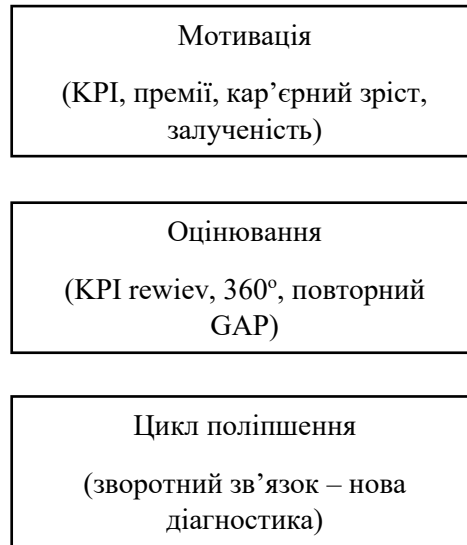 Мотивація
(KPI, премії, кар’єрний зріст,
залученість)
Оцінювання
(KPI rewiev, 360º, повторний
GAP)
Цикл поліпшення
(зворотний зв’язок – нова
діагностика)